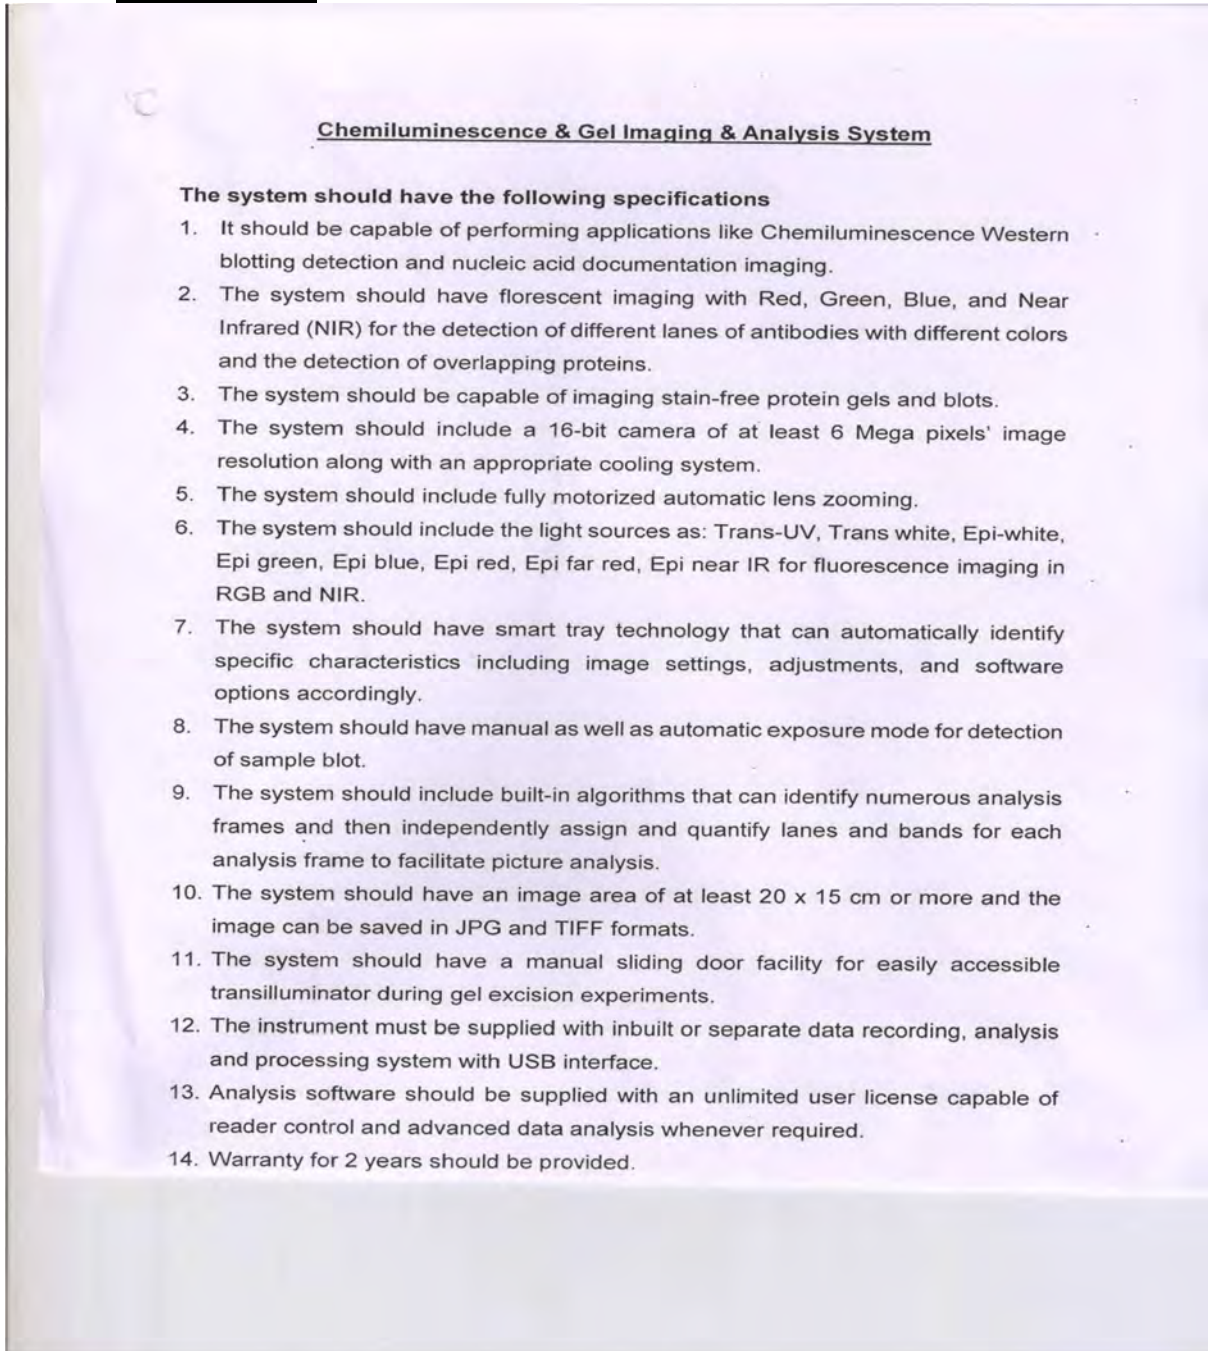 Chemiluminescence & Gel Imaging & Analysis System
The system should have the following specifications
1. It should be capable of performing applications like Chemiluminescence Western
blotting detection and nucleic acid documentation imaging.
2. The system should have florescent imaging with Red, Green, Blue, and Near
Infrared (NIR) for the detection of different lanes of antibodies with different colors
and the detection of overlapping proteins.
3. The system should be capable of imaging stain-free protein gels and blots.
4. The system should include a 16-bit camera of at least 6 Mega pixels' image
resolution along with an appropriate cooling system.
5. The system should include fully motorized automatic lens zooming.
6. The system should include the light sources as: Trans-UV, Trans white, Epi-white,
Epi green, Epi blue, Epi red, Epi far red, Epi near IR for fluorescence imaging in
RGB and NIR.
7. The system should have smart tray technology that can automatically identify
specific characteristics including image settings, adjustments, and software
options accordingly.
8. The system should have manual as well as automatic exposure mode for detection
of sample blot.
9. The system should include built-in algorithms that can identify numerous analysis
frames and then independently assign and quantify lanes and bands for each
analysis frame to facilitate picture analysis.
10. The system should have an image area of at least 20 x 15 cm or more and the
image can be saved in JPG and TIFF formats.
11. The system should have a manual sliding door facility for easily accessible
transilluminator during gel excision experiments.
12. The instrument must be supplied with inbuilt or separate data recording, analysis
and processing system with USB interface.
13. Analysis software should be supplied with an unlimited user license capable of
reader control and advanced data analysis whenever required.
14. Warranty for 2 years should be provided.